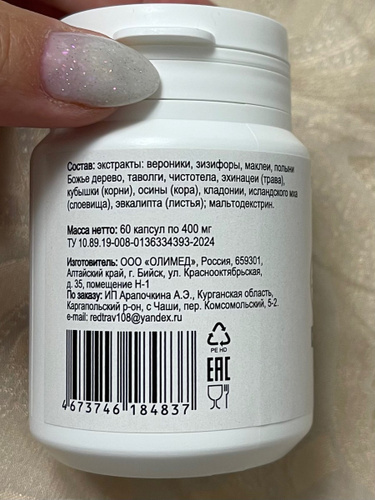 Состав: экстракты: вероники, зизифоры, маклеи, полыни
Божье дерево, таволги, чистотела, эхинацеи (трава),
кубышки (корни), осины (кора), кладонии, исландского моха
(слоевища), эвкалипта (листья); мальтодекстрин.
Масса нетто: 60 капсул по 400 мг
ТУ 10.89.19-008-0136334393-2024
Изготовитель: ООО «ОЛИМЕД», Россия, 659301,
Алтайский край, г. Бийск, ул. Краснооктябрьская,
д. 35, помещение Н-1
По заказу: ИП Арапочкина А.Э., Курганская область,
Каргапольский р-он, с Чаши, пер. Комсомольский, 5-2.
e-mail: redtrav108@yandex.ru
2
PE HD
EAC
4673746 184837